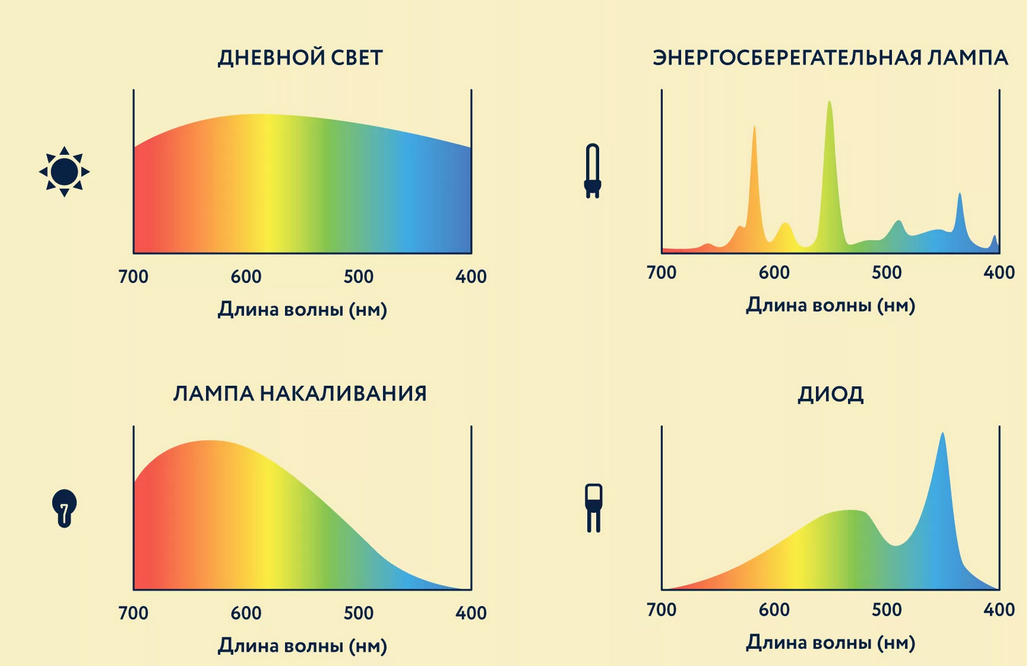 ДНЕВНОЙ СВЕТ
700 600 500 400
Длина волны (нм)
ЭНЕРГОСБЕРЕГАТЕЛЬНАЯ ЛАМПА
700 600 500 400
Длина волны (нм)
ЛАМПА НАКАЛИВАНИЯ
700 600 500 400
Длина волны (нм)
ДИОД
700 600 500 400
Длина волны (нм)